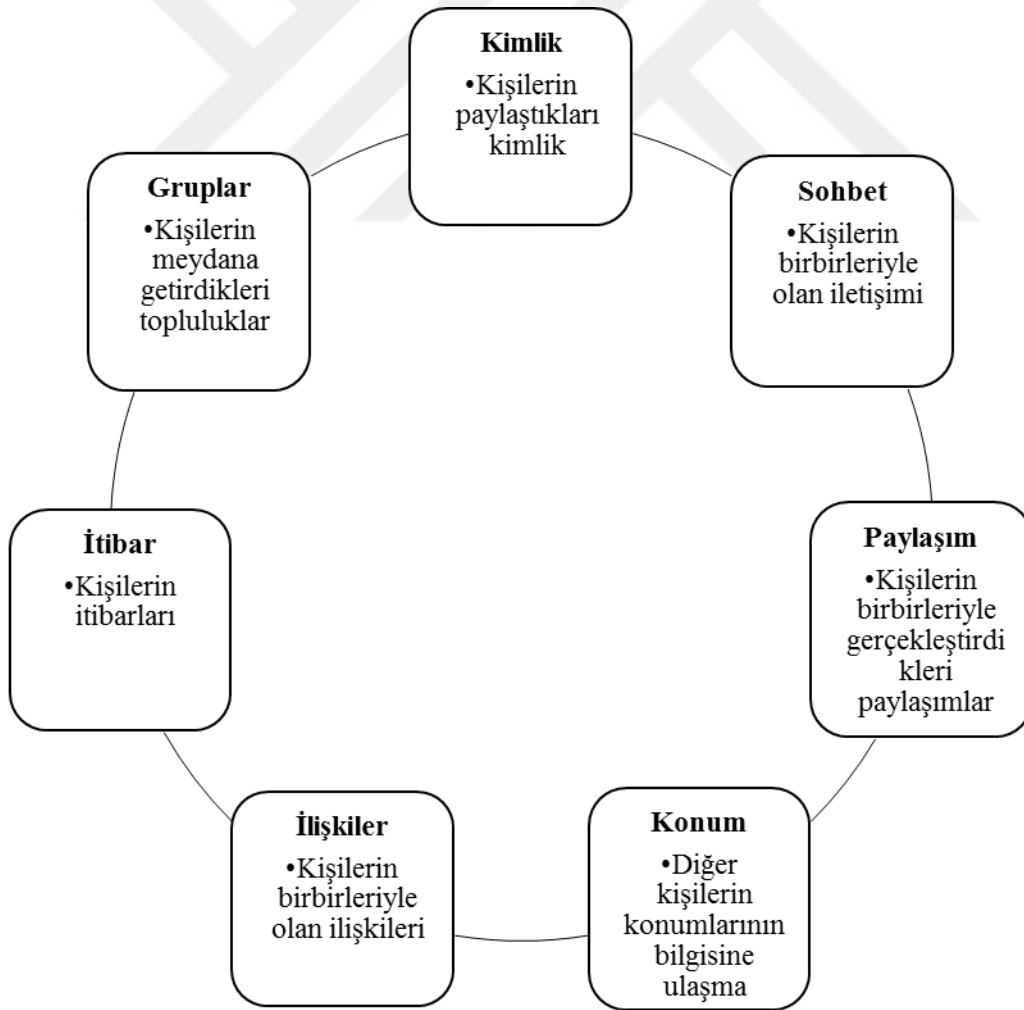 Kimlik
•Kişilerin
paylaştıkları
kimlik
Sohbet
•Kişilerin
birbirleriyle
olan iletişimi
Paylaşım
•Kişilerin
birbirleriyle
gerçekleştirdi
kleri
paylaşımlar
Konum
•Diğer
kişilerin
konumlarının
bilgisine
ulaşma
İlişkiler
•Kişilerin
birbirleriyle
olan ilişkileri
İtibar
•Kişilerin
itibarları
Gruplar
•Kişilerin
meydana
getirdikleri
topluluklar